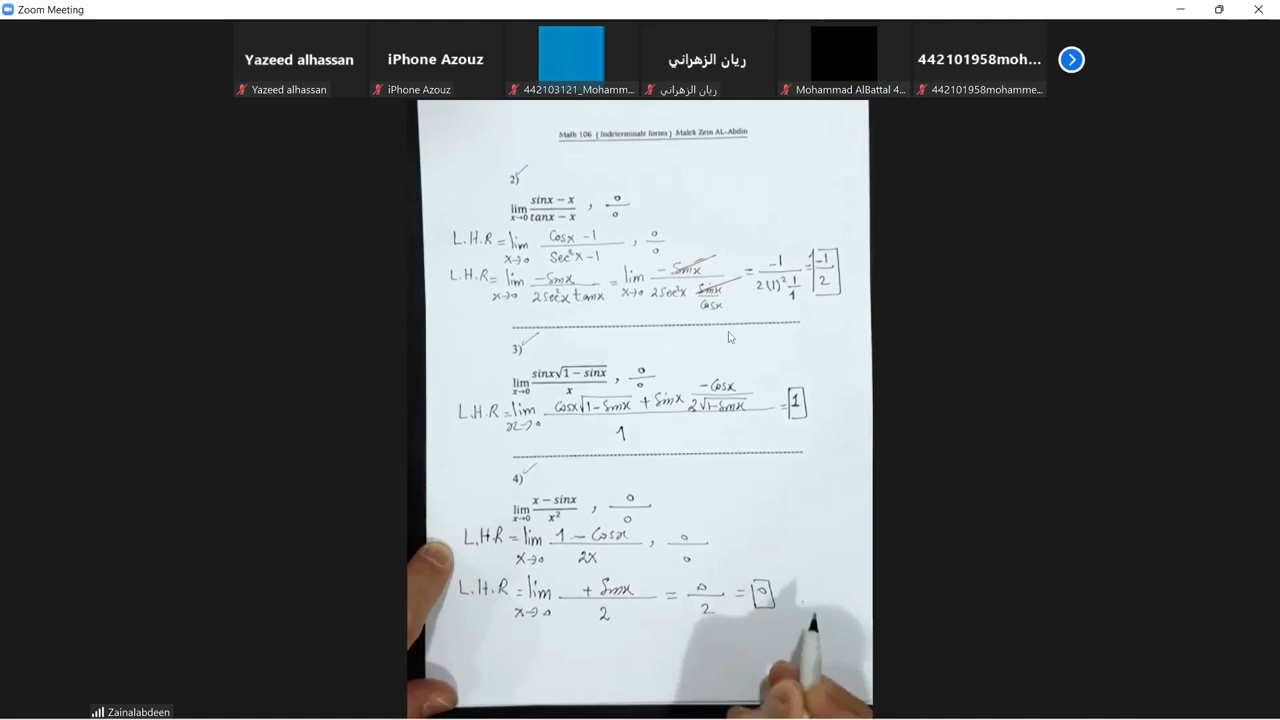 Zoom Meeting
Yazeed alhassan
iPhone Azouz
ريان الزهراني
442101958moh...
Yazeed alhassan
iPhone Azouz
442103121_Mohamm...
ريان الزهراني
Mohammad AlBattal 4...
442101958mohamme...
Math 106 ( Indeterminate forms ) Malek Zein AL-Abdin
2) ✓
lim x→0 (sinx − x)/(tanx − x) , 0/0
L.H.R = lim x→0 (Cosx −1)/(Sec²x −1) , 0/0
L.H.R = lim x→0 (−Sinx)/(2Sec²x tanx) = lim x→0 (−Sinx)/(2Sec²x Sinx/Cosx) = −1/(2(1)² 1/1) = −1/2
3) ✓
lim x→0 (sinx√(1 − sinx))/x , 0/0
L.H.R = lim x→0 (Cosx√(1−Sinx) + Sinx (−Cosx)/(2√(1−Sinx)))/1 = 1
4) ✓
lim x→0 (x − sinx)/x² , 0/0
L.H.R = lim x→0 (1 − Cosx)/(2x) , 0/0
L.H.R = lim x→0 (+ Sinx)/2 = 0/2 = 0
Zainalabdeen